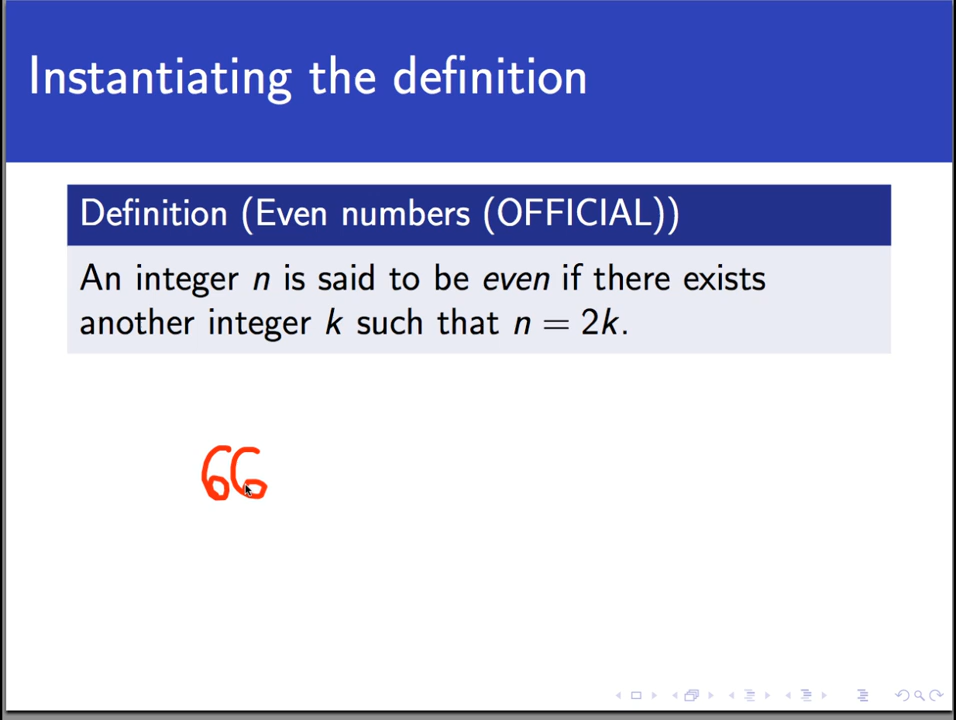 Instantiating the definition
Definition (Even numbers (OFFICIAL))
An integer n is said to be even if there exists
another integer k such that n = 2k.
66